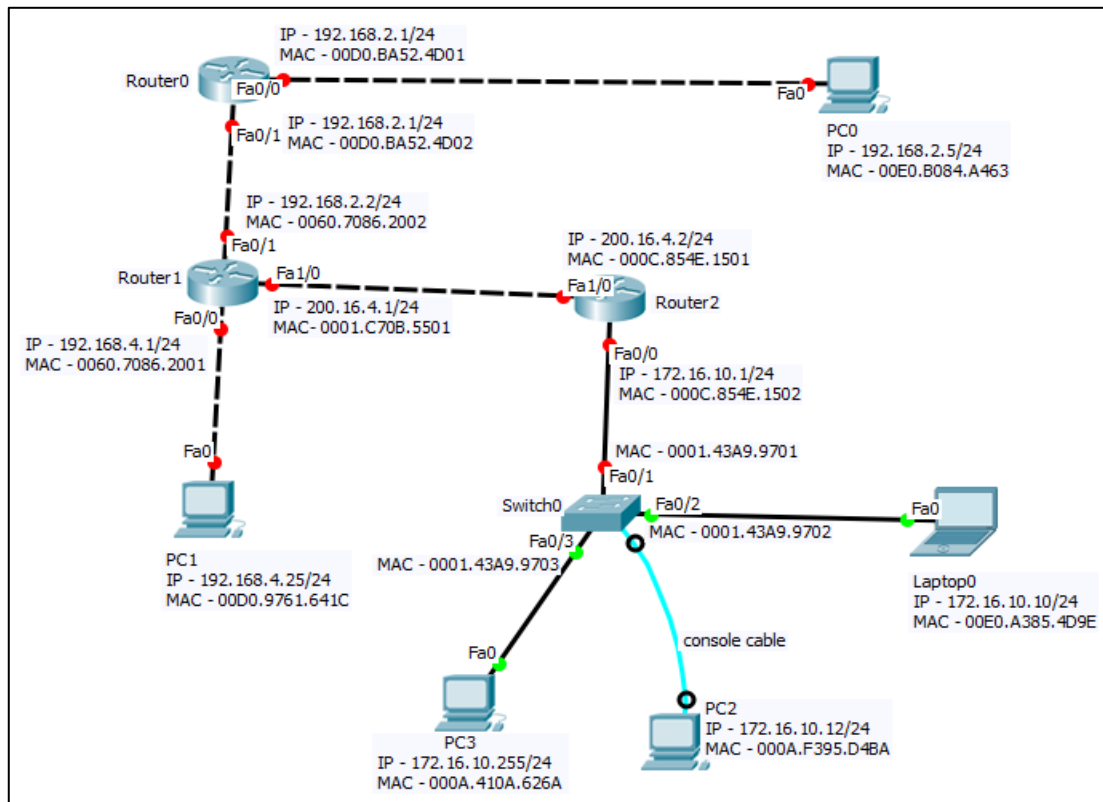 IP - 192.168.2.1/24
MAC - 00D0.BA52.4D01
Router0
Fa0/0
Fa0
Fa0/1
IP - 192.168.2.1/24
MAC - 00D0.BA52.4D02
PC0
IP - 192.168.2.5/24
MAC - 00E0.B084.A463
IP - 192.168.2.2/24
MAC - 0060.7086.2002
Fa0/1
Router1
Fa1/0
IP - 200.16.4.1/24
MAC- 0001.C70B.5501
IP - 200.16.4.2/24
MAC - 000C.854E.1501
Fa1/0
Router2
Fa0/0
IP - 192.168.4.1/24
MAC - 0060.7086.2001
Fa0/0
IP - 172.16.10.1/24
MAC - 000C.854E.1502
Fa0
PC1
IP - 192.168.4.25/24
MAC - 00D0.9761.641C
MAC - 0001.43A9.9701
Fa0/1
Switch0
Fa0/2
MAC - 0001.43A9.9702
Fa0
Fa0/3
MAC - 0001.43A9.9703
Laptop0
IP - 172.16.10.10/24
MAC - 00E0.A385.4D9E
console cable
Fa0
PC3
IP - 172.16.10.255/24
MAC - 000A.410A.626A
PC2
IP - 172.16.10.12/24
MAC - 000A.F395.D4BA